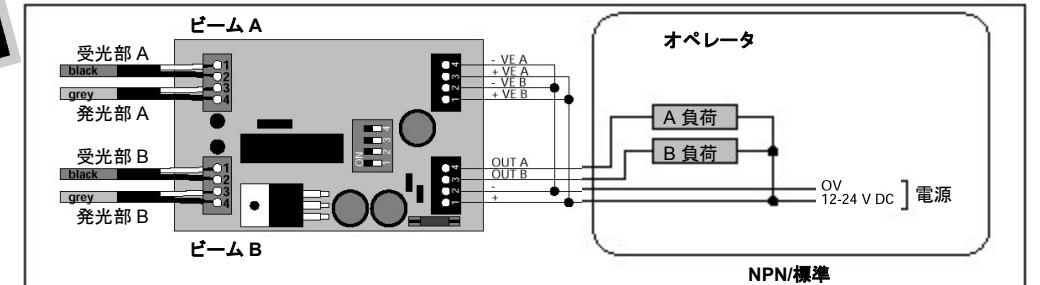 ビーム A
オペレータ
受光部 A
black
grey
発光部 A
1
2
3
4
- VE A
+ VE A
- VE B
+ VE B
4
3
2
1
A 負荷
B 負荷
ON
1 2 3 4
受光部 B
black
grey
発光部 B
1
2
3
4
OUT A
OUT B
-
+
4
3
2
1
OV
12-24 V DC
電源
ビーム B
NPN/標準